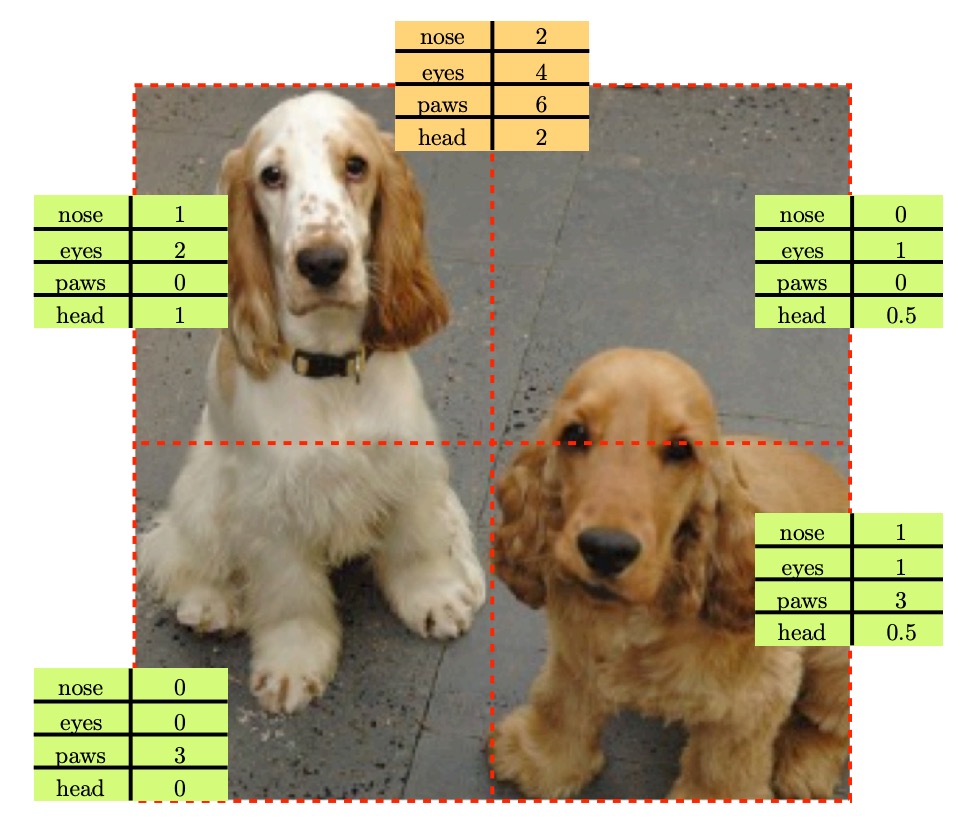 nose 2
eyes 4
paws 6
head 2
nose 1
eyes 2
paws 0
head 1
nose 0
eyes 1
paws 0
head 0.5
nose 1
eyes 1
paws 3
head 0.5
nose 0
eyes 0
paws 3
head 0